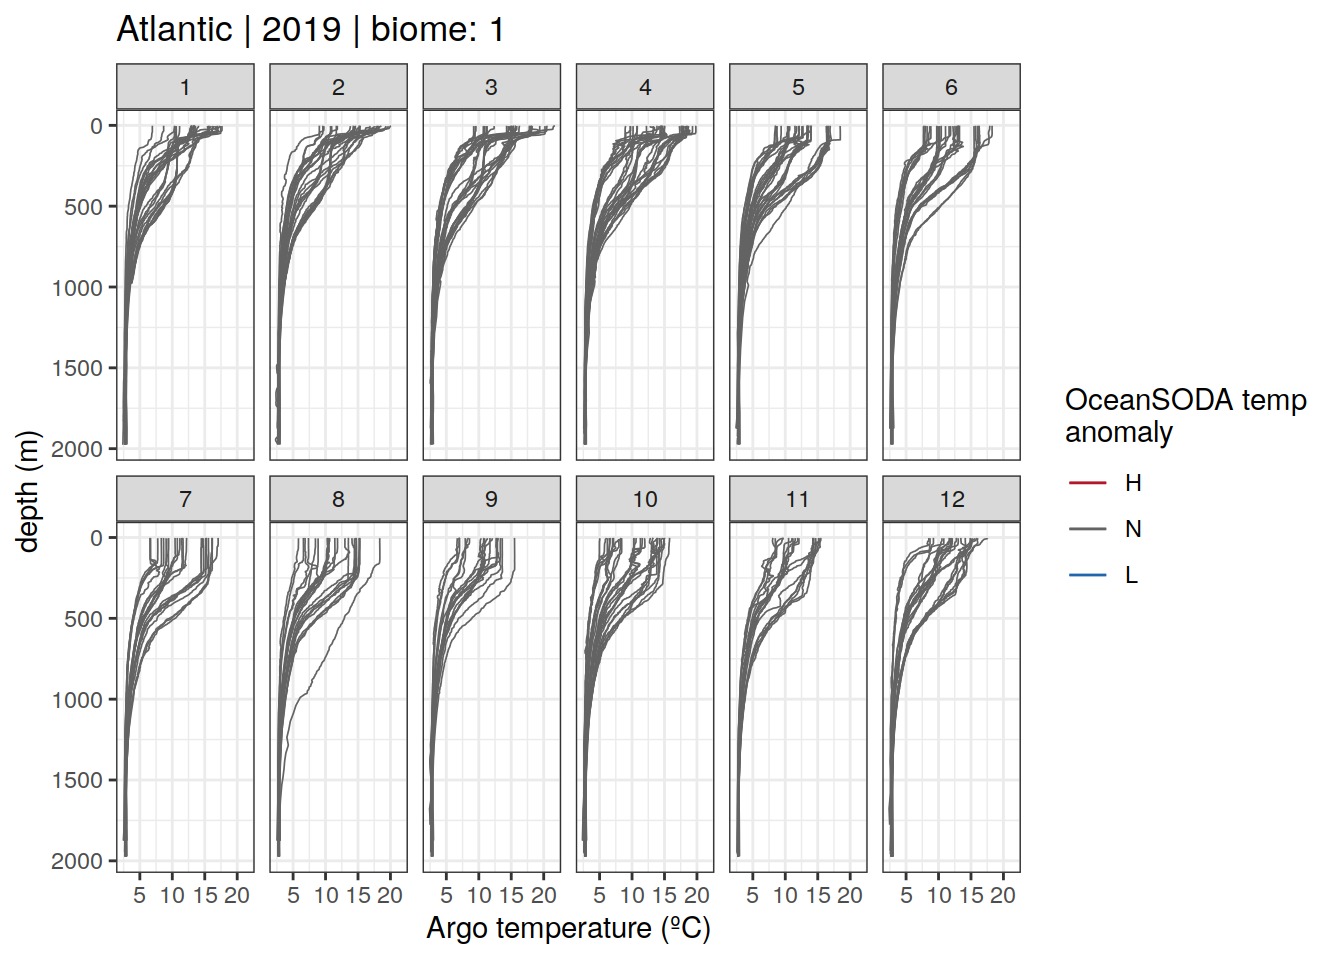 Atlantic | 2019 | biome: 1
1 2 3 4 5 6
0
500
1000
1500
2000
7 8 9 10 11 12
0
500
1000
1500
2000
5 10 15 20 5 10 15 20 5 10 15 20 5 10 15 20 5 10 15 20 5 10 15 20
Argo temperature (ºC)
depth (m)
OceanSODA temp
anomaly
H
N
L